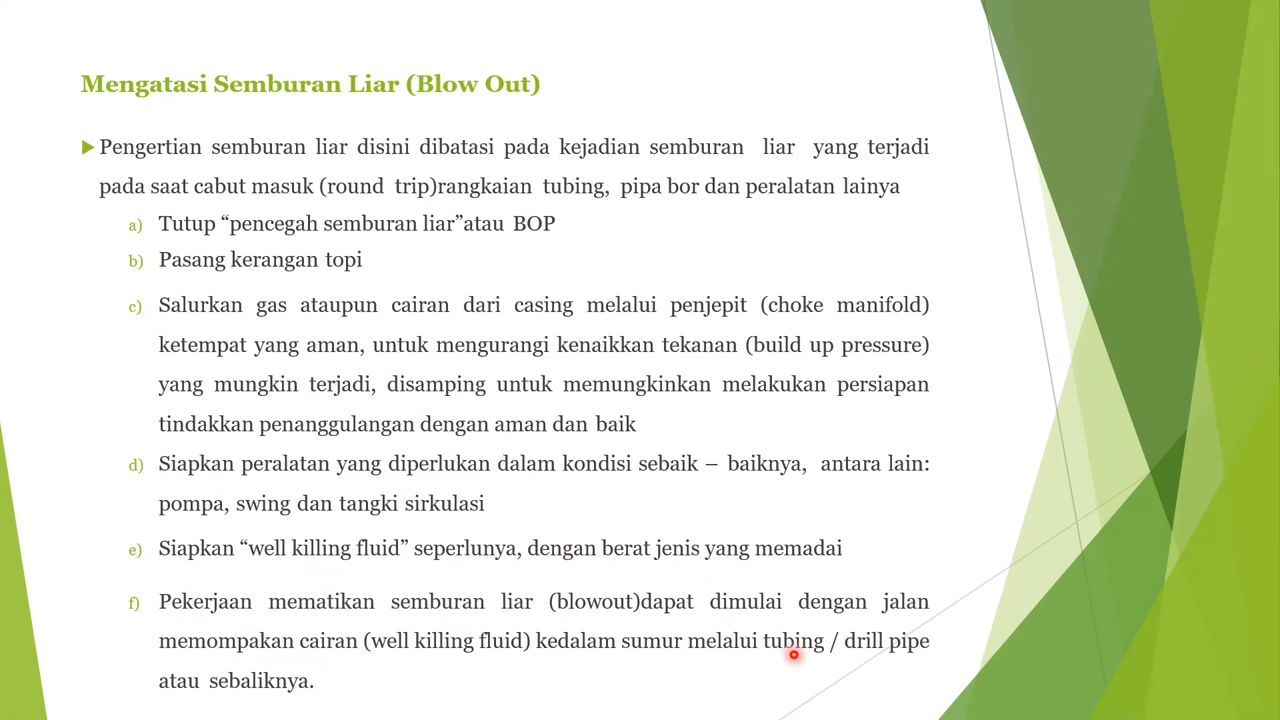 Mengatasi Semburan Liar (Blow Out)
Pengertian semburan liar disini dibatasi pada kejadian semburan liar yang terjadi
pada saat cabut masuk (round trip)rangkaian tubing, pipa bor dan peralatan lainya
a) Tutup “pencegah semburan liar”atau BOP
b) Pasang kerangan topi
c) Salurkan gas ataupun cairan dari casing melalui penjepit (choke manifold)
ketempat yang aman, untuk mengurangi kenaikkan tekanan (build up pressure)
yang mungkin terjadi, disamping untuk memungkinkan melakukan persiapan
tindakkan penanggulangan dengan aman dan baik
d) Siapkan peralatan yang diperlukan dalam kondisi sebaik – baiknya, antara lain:
pompa, swing dan tangki sirkulasi
e) Siapkan “well killing fluid” seperlunya, dengan berat jenis yang memadai
f) Pekerjaan mematikan semburan liar (blowout)dapat dimulai dengan jalan
memompakan cairan (well killing fluid) kedalam sumur melalui tubing / drill pipe
atau sebaliknya.